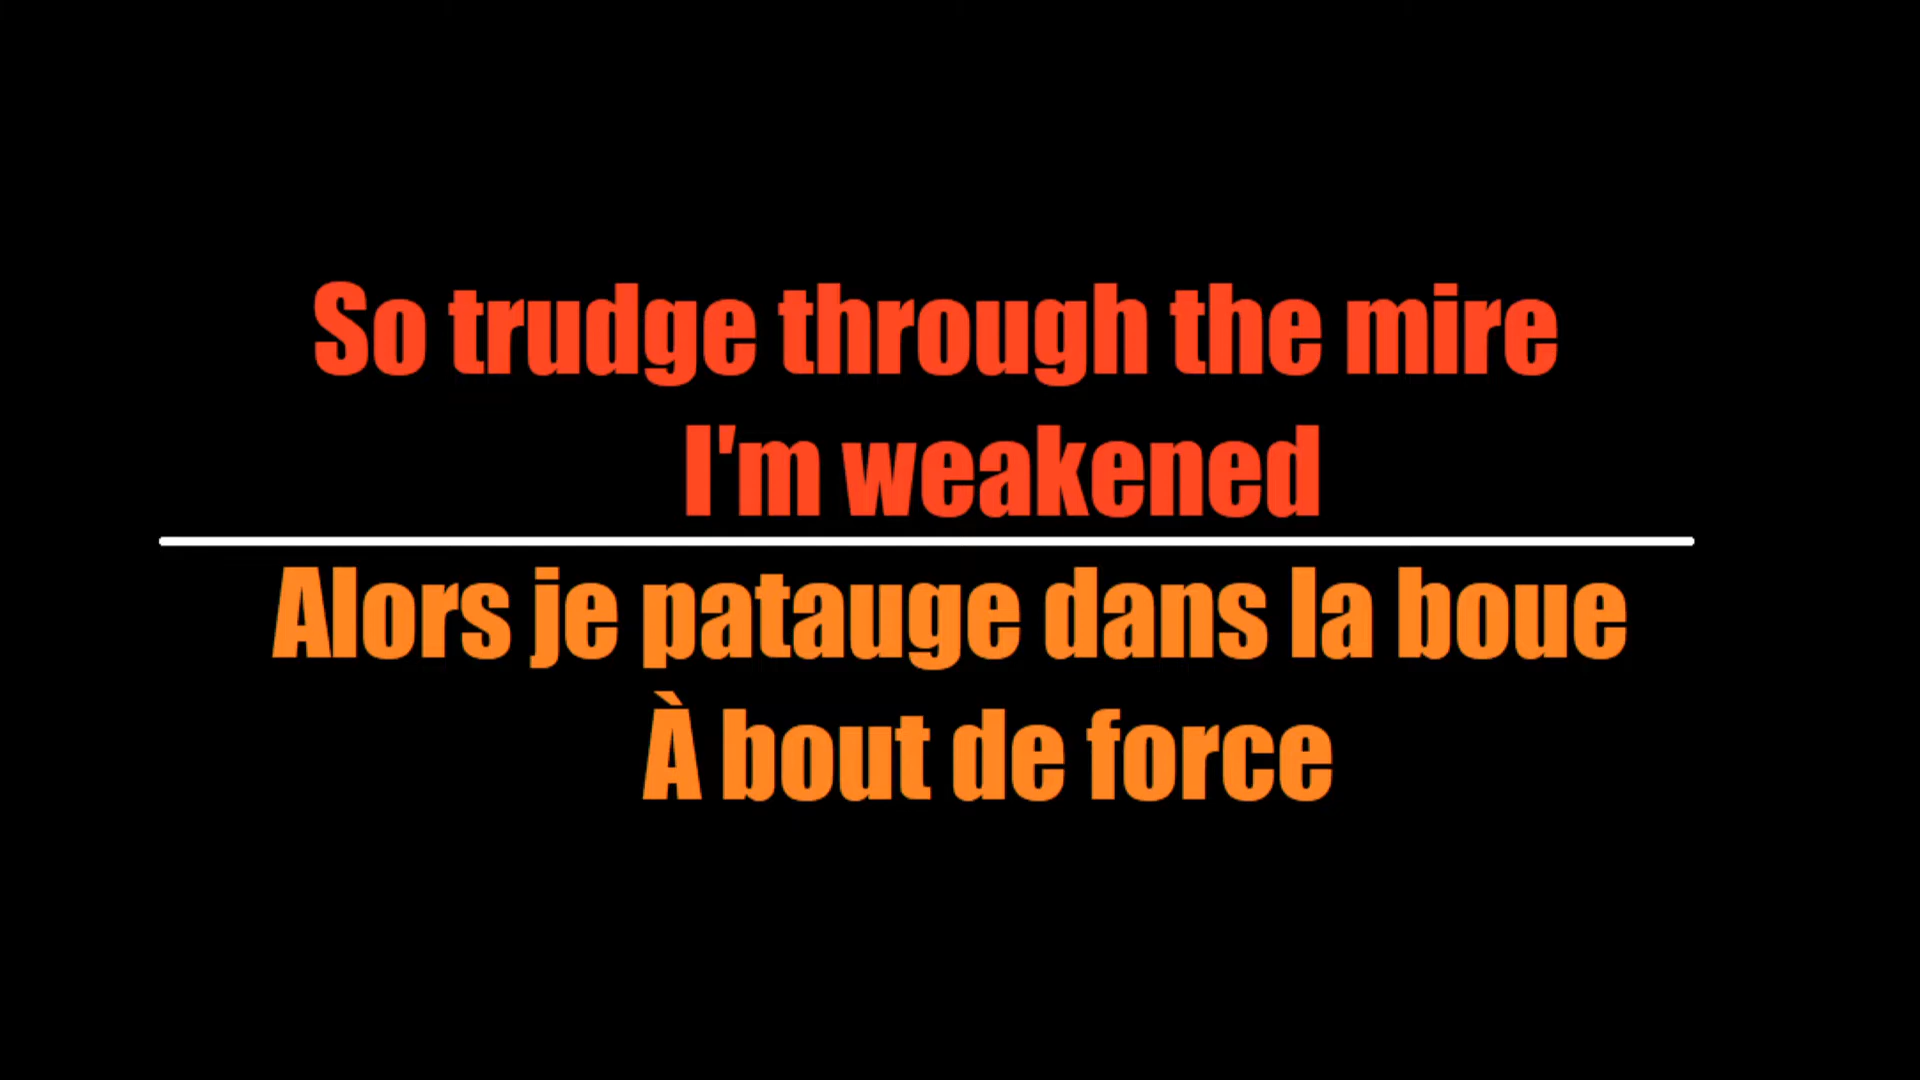 So trudge through the mire
I'm weakened
Alors je patauge dans la boue
À bout de force